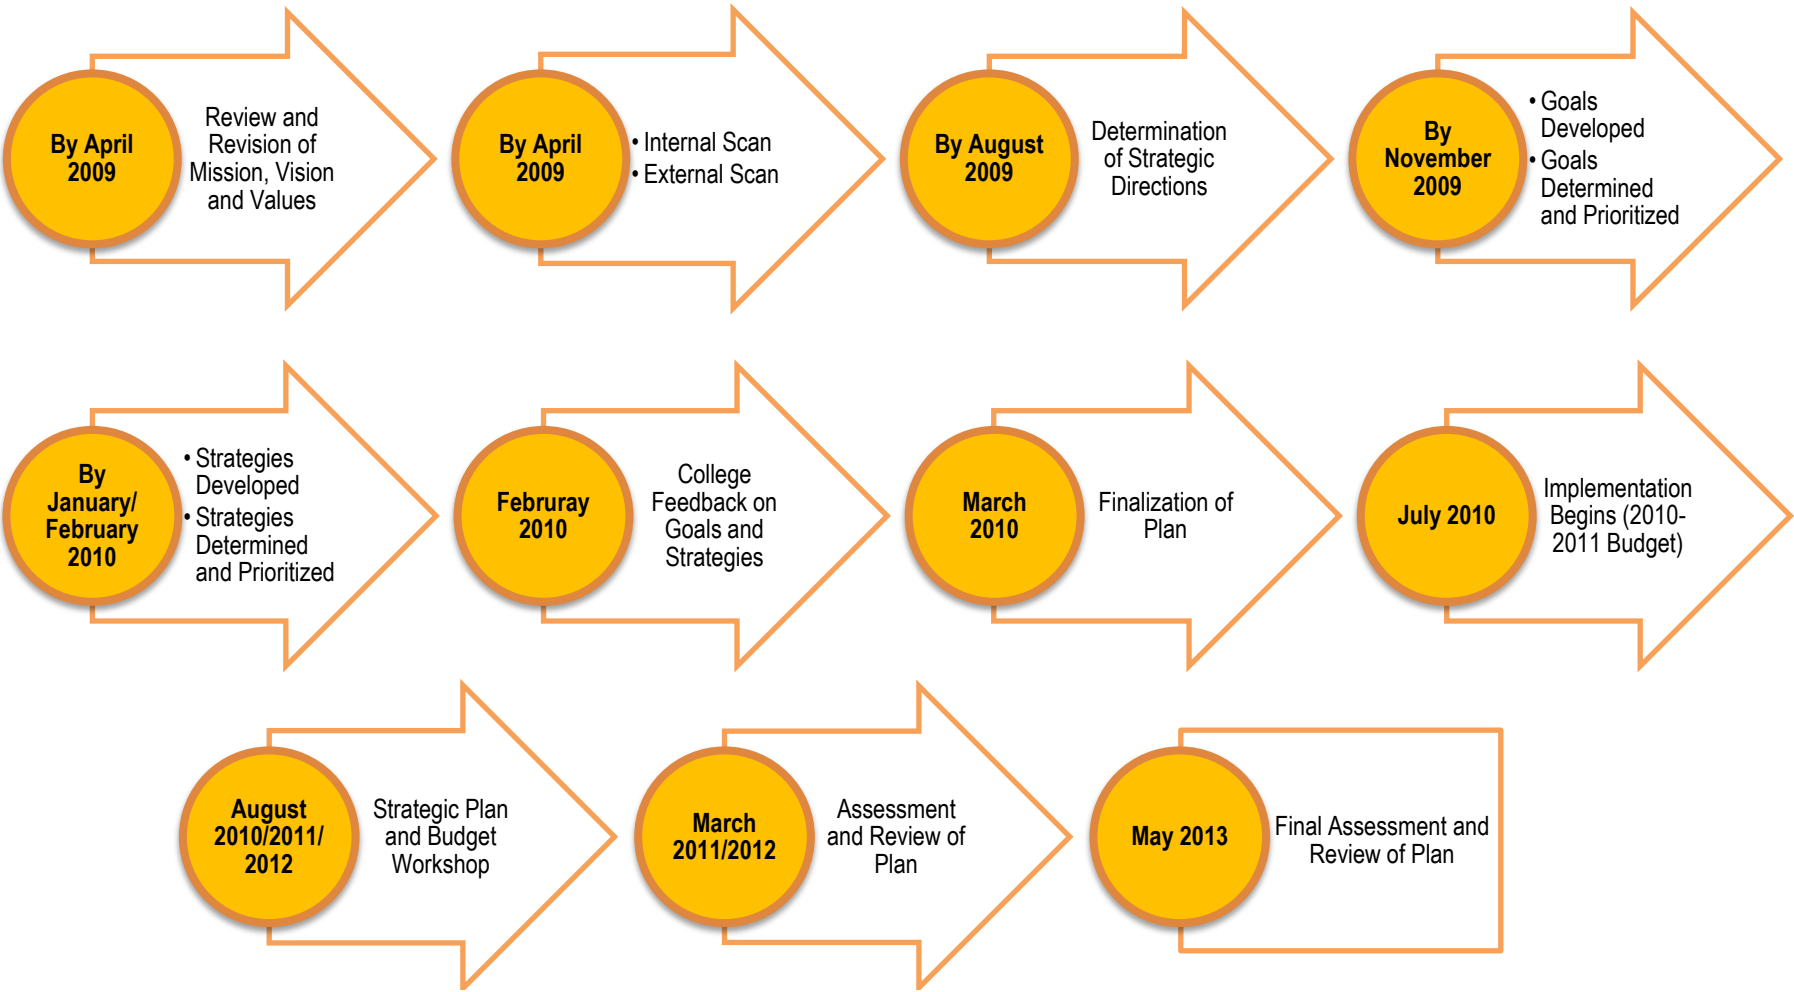 By April
2009
Review and
Revision of
Mission, Vision
and Values
By April
2009
• Internal Scan
• External Scan
By August
2009
Determination
of Strategic
Directions
By
November
2009
• Goals
Developed
• Goals
Determined
and Prioritized
By
January/
February
2010
• Strategies
Developed
• Strategies
Determined
and Prioritized
Februray
2010
College
Feedback on
Goals and
Strategies
March
2010
Finalization of
Plan
July 2010
Implementation
Begins (2010-
2011 Budget)
August
2010/2011/
2012
Strategic Plan
and Budget
Workshop
March
2011/2012
Assessment
and Review of
Plan
May 2013
Final Assessment and
Review of Plan